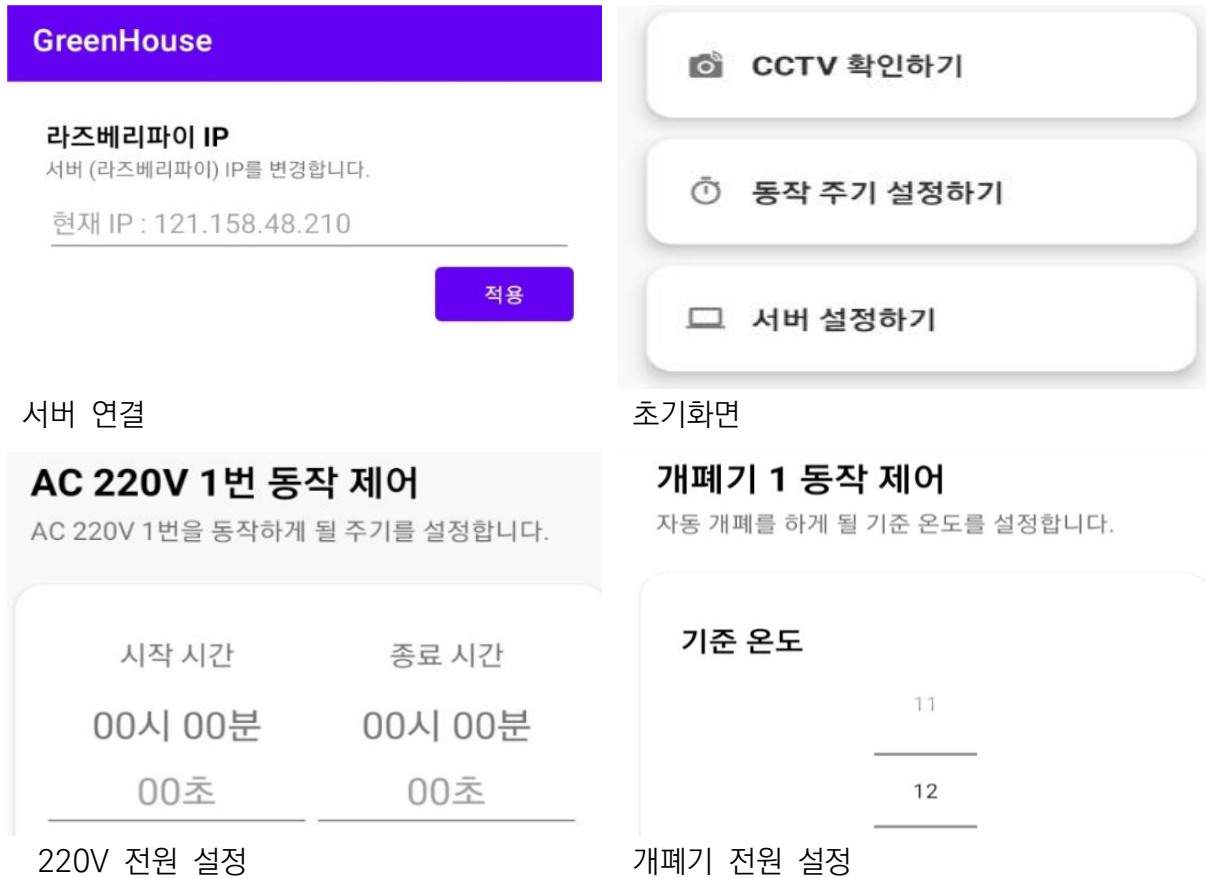 GreenHouse
라즈베리파이 IP
서버 (라즈베리파이) IP를 변경합니다.
현재 IP : 121.158.48.210
적용
서버 연결
CCTV 확인하기
동작 주기 설정하기
서버 설정하기
초기화면
AC 220V 1번 동작 제어
AC 220V 1번을 동작하게 될 주기를 설정합니다.
시작 시간 종료 시간
00시 00분 00시 00분
00초 00초
220V 전원 설정
개폐기 1 동작 제어
자동 개폐를 하게 될 기준 온도를 설정합니다.
기준 온도
11
12
개폐기 전원 설정